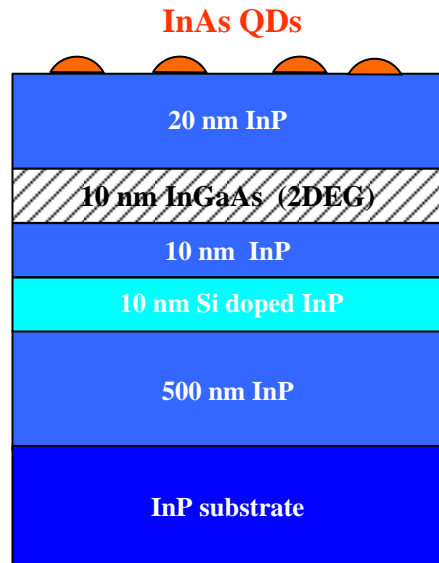 InAs QDs
20 nm InP
10 nm InGaAs (2DEG)
10 nm InP
10 nm Si doped InP
500 nm InP
InP substrate